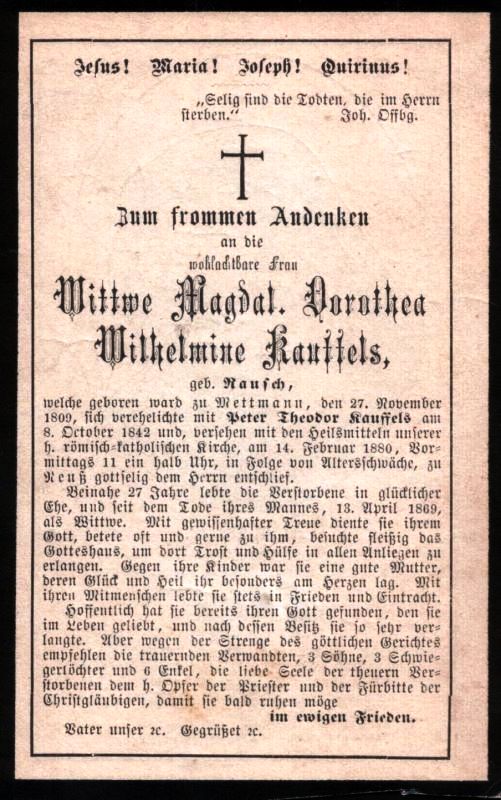 Jesus! Maria! Joseph! Quirinus!
„Selig sind die Todten, die im Herrn
sterben.“ Joh. Offbg.
Zum frommen Andenken
an die
wohlachtbare Frau
Wittwe Magdal. Dorothea
Wilhelmine Kauffels,
geb. Rausch,
welche geboren ward zu Mettmann, den 27. November
1809, sich verehelichte mit Peter Theodor Kauffels am
8. October 1842 und, versehen mit den Heilsmitteln unserer
h. römisch-katholischen Kirche, am 14. Februar 1880, Vor-
mittags 11 ein halb Uhr, in Folge von Altersschwäche, zu
Neuß gottselig dem Herrn entschlief.
Beinahe 27 Jahre lebte die Verstorbene in glücklicher
Ehe, und seit dem Tode ihres Mannes, 13. April 1869,
als Wittwe. Mit gewissenhafter Treue diente sie ihrem
Gott, betete oft und gerne zu ihm, besuchte fleißig das
Gotteshaus, um dort Trost und Hülfe in allen Anliegen zu
erlangen. Gegen ihre Kinder war sie eine gute Mutter,
deren Glück und Heil ihr besonders am Herzen lag. Mit
ihren Mitmenschen lebte sie stets in Frieden und Eintracht.
Hoffentlich hat sie bereits ihren Gott gefunden, den sie
im Leben geliebt, und nach dessen Besitz sie so sehr ver-
langte. Aber wegen der Strenge des göttlichen Gerichtes
empfehlen die trauernden Verwandten, 3 Söhne, 3 Schwie-
gertöchter und 6 Enkel, die liebe Seele der theuern Ver-
storbenen dem h. Opfer der Priester und der Fürbitte der
Christgläubigen, damit sie bald ruhen möge
im ewigen Frieden.
Vater unser ꝛc. Gegrüßet ꝛc.